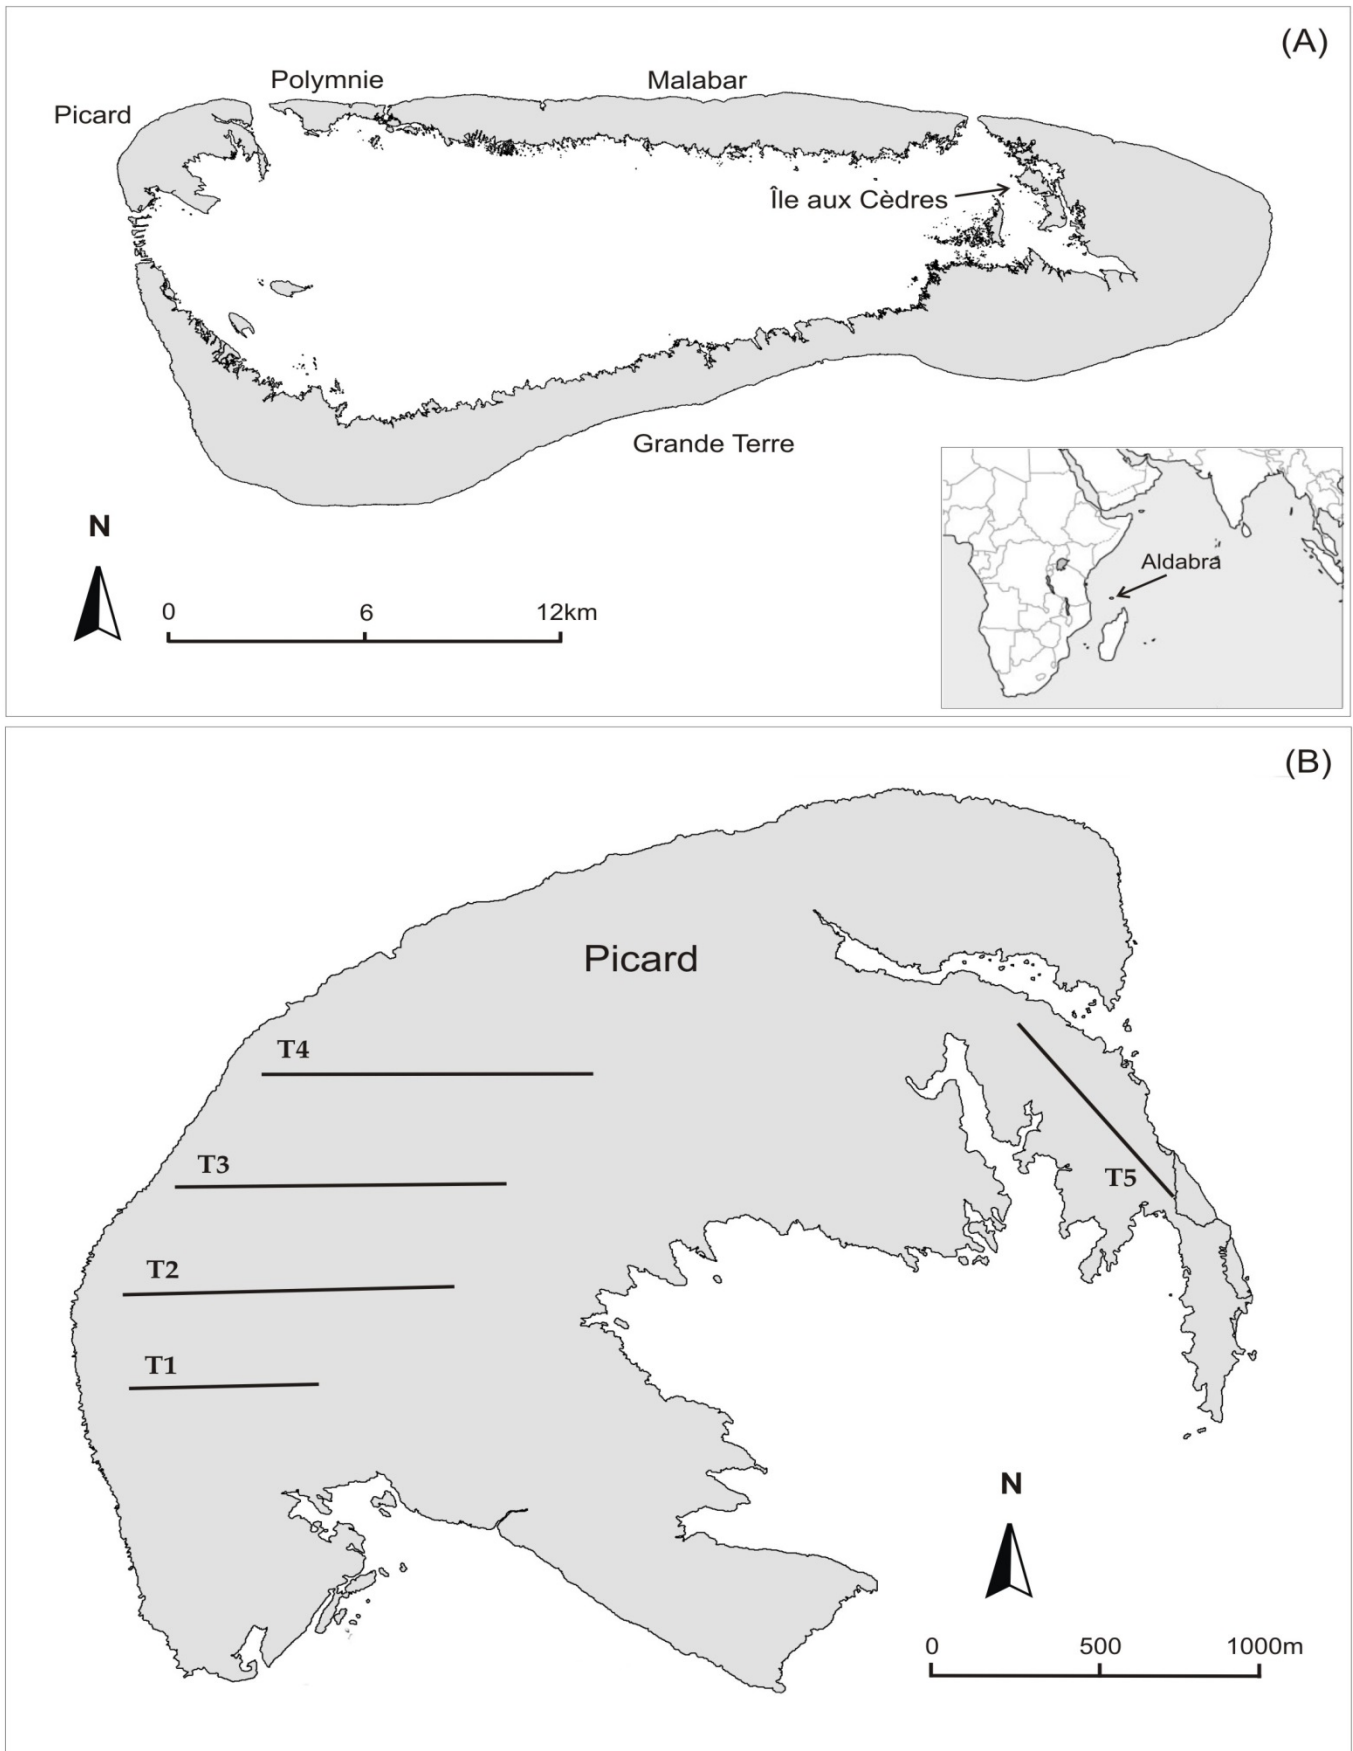 (A)
Polymnie
Malabar
Picard
Île aux Cèdres
Grande Terre
N
0 6 12km
Aldabra
(B)
Picard
T4
T3
T5
T2
T1
N
0 500 1000m